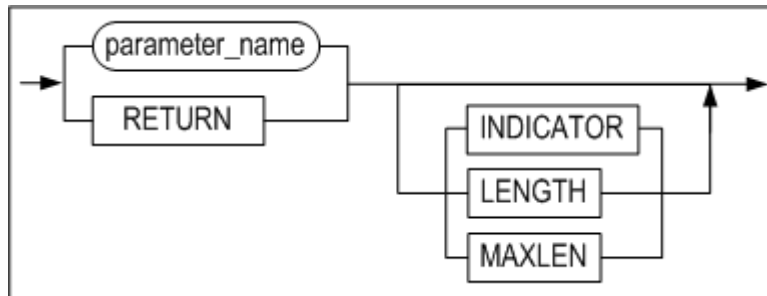 parameter_name
RETURN
INDICATOR
LENGTH
MAXLEN